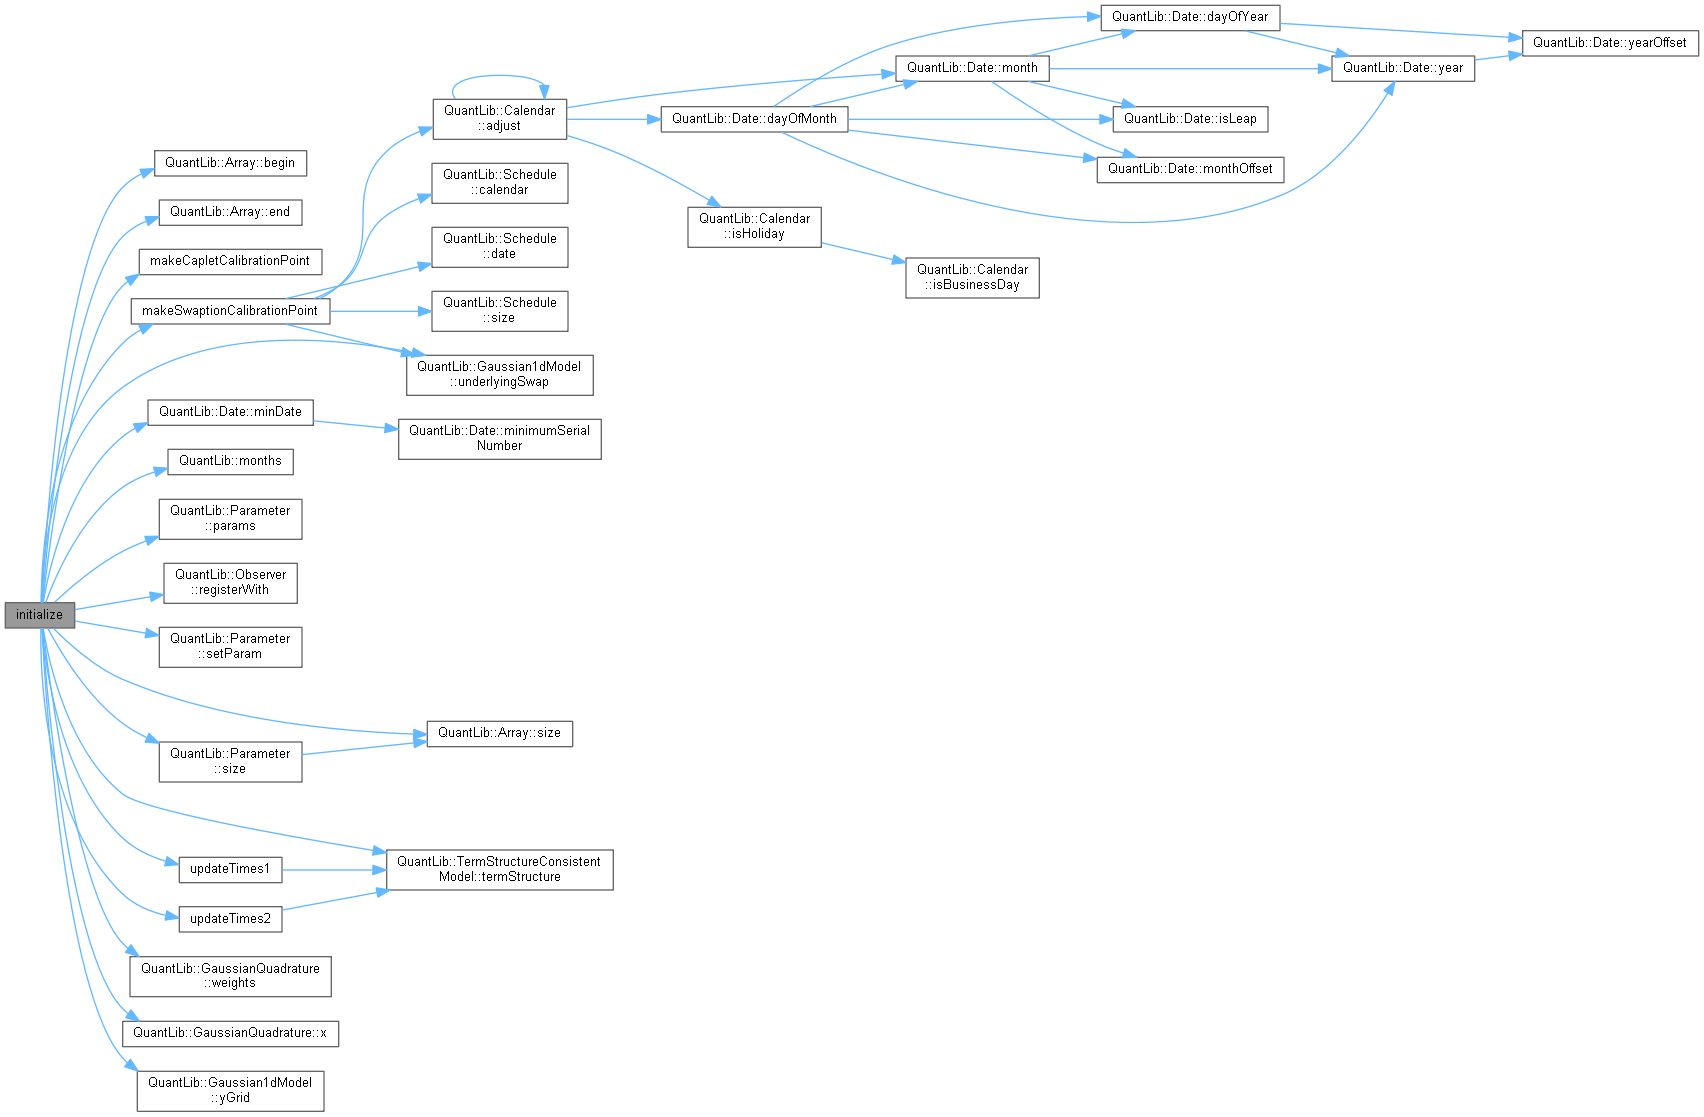 initialize
QuantLib::Array::begin
QuantLib::Array::end
makeCapletCalibrationPoint
makeSwaptionCalibrationPoint
QuantLib::Date::minDate
QuantLib::months
QuantLib::Parameter
::params
QuantLib::Observer
::registerWith
QuantLib::Parameter
::setParam
QuantLib::Parameter
::size
updateTimes1
updateTimes2
QuantLib::GaussianQuadrature
::weights
QuantLib::GaussianQuadrature::x
QuantLib::Gaussian1dModel
::yGrid
QuantLib::Calendar
::adjust
QuantLib::Schedule
::calendar
QuantLib::Schedule
::date
QuantLib::Schedule
::size
QuantLib::Gaussian1dModel
::underlyingSwap
QuantLib::Date::minimumSerial
Number
QuantLib::Array::size
QuantLib::TermStructureConsistent
Model::termStructure
QuantLib::Date::dayOfMonth
QuantLib::Calendar
::isHoliday
QuantLib::Date::month
QuantLib::Calendar
::isBusinessDay
QuantLib::Date::dayOfYear
QuantLib::Date::isLeap
QuantLib::Date::monthOffset
QuantLib::Date::year
QuantLib::Date::yearOffset